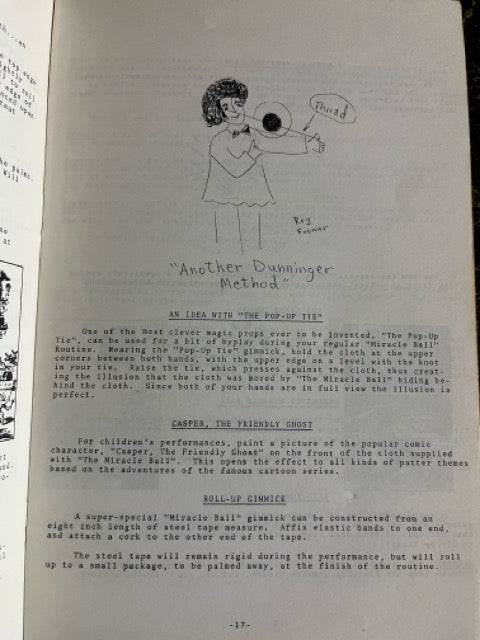 Thread
Roy
"Another Dunninger
Method"
AN IDEA WITH "THE POP-UP TIE"
One of the most clever magic props ever to be invented, "The Pop-Up
Tie", can be used for a bit of byplay during your regular "Miracle Ball"
Routine. Wearing the "Pop-Up Tie" gimmick, hold the cloth at the upper
corners between both hands, with the upper edge on a level with the knot
in your tie. Raise the tie, which presses against the cloth, thus creat-
ing the illusion that the cloth was moved by "The Miracle Ball" hiding be-
hind the cloth. Since both of your hands are in full view the illusion is
perfect.
CASPER, THE FRIENDLY GHOST
For children's performances, paint a picture of the popular comic
character, "Casper, The Friendly Ghost" on the front of the cloth supplied
with "The Miracle Ball". This opens the effect to all kinds of patter themes
based on the adventures of the famous cartoon series.
ROLL-UP GIMMICK
A super-special "Miracle Ball" gimmick can be constructed from an
eight inch length of steel tape measure. Affix elastic bands to one end,
and attach a cork to the other end of the tape.
The steel tape will remain rigid during the performance, but will roll
up to a small package, to be palmed away, at the finish of the routine.
-17-